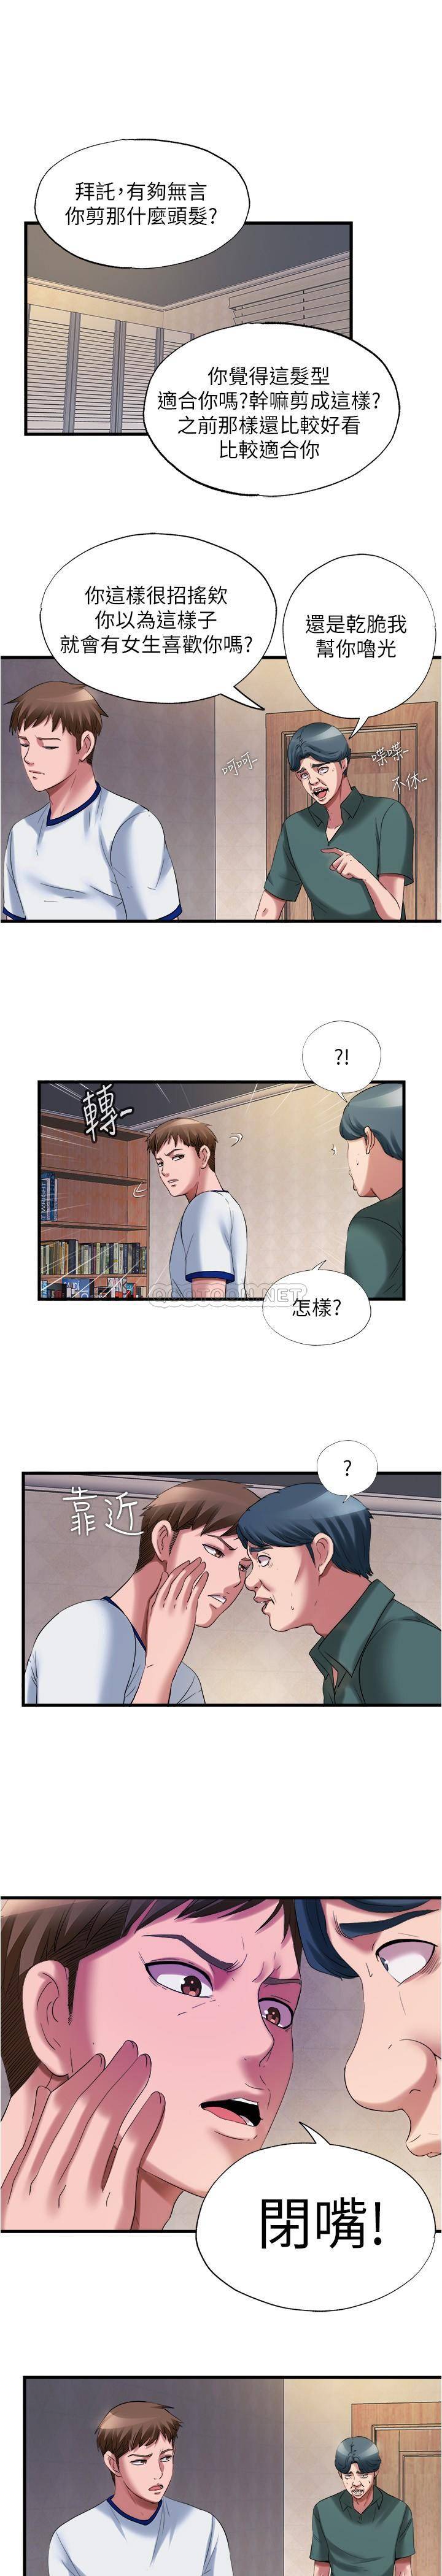 拜託,有夠無言
你剪那什麼頭髮?
你覺得這髮型
適合你嗎?幹嘛剪成這樣?
之前那樣還比較好看
比較適合你
你這樣很招搖欸
你以為這樣子
就會有女生喜歡你嗎?
還是乾脆我
幫你嚕光
呵呵~
喋喋~
不休~
?!
轉~
怎樣?
?
靠近
閉嘴!